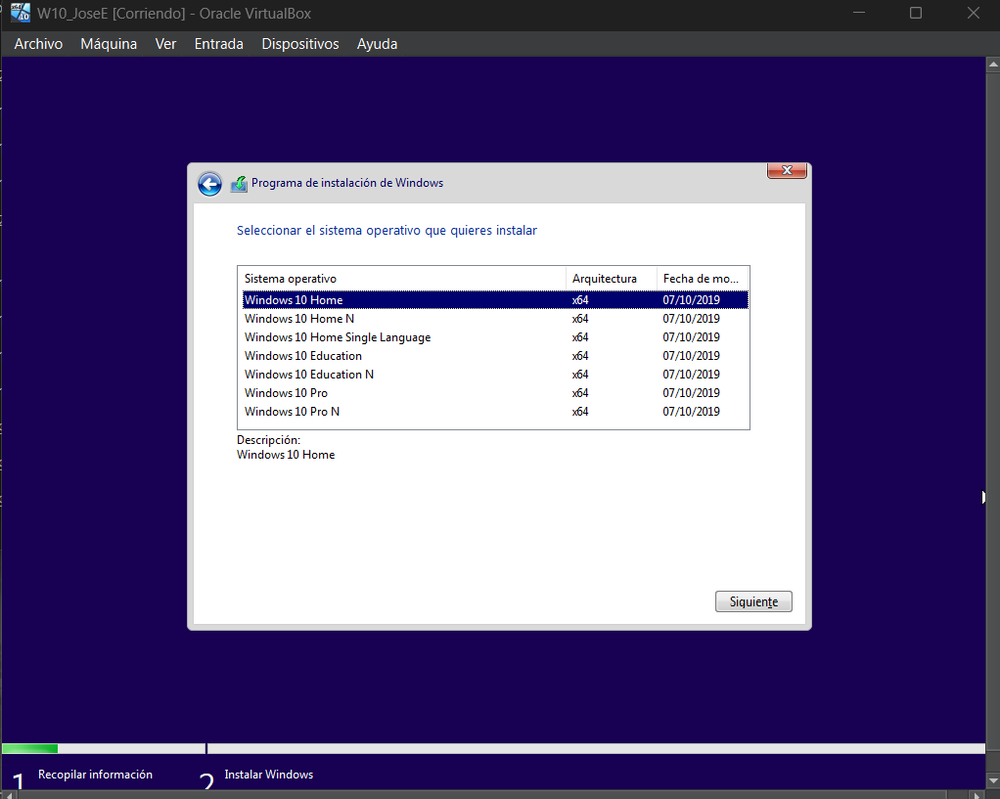 W10_JoseE [Corriendo] - Oracle VirtualBox
Archivo Máquina Ver Entrada Dispositivos Ayuda
Programa de instalación de Windows
Seleccionar el sistema operativo que quieres instalar
Sistema operativo Arquitectura Fecha de mo...
Windows 10 Home x64 07/10/2019
Windows 10 Home N x64 07/10/2019
Windows 10 Home Single Language x64 07/10/2019
Windows 10 Education x64 07/10/2019
Windows 10 Education N x64 07/10/2019
Windows 10 Pro x64 07/10/2019
Windows 10 Pro N x64 07/10/2019
Descripción:
Windows 10 Home
Siguiente
1 Recopilar información 2 Instalar Windows